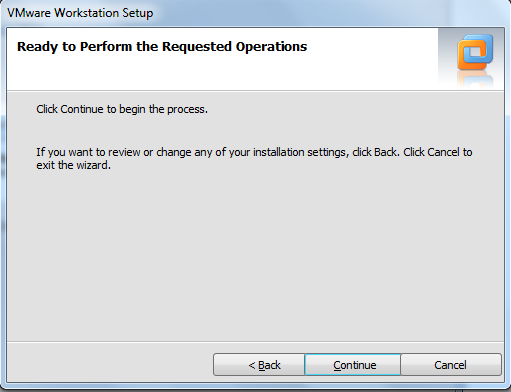 VMware Workstation Setup
Ready to Perform the Requested Operations
Click Continue to begin the process.
If you want to review or change any of your installation settings, click Back. Click Cancel to
exit the wizard.
< Back
Continue
Cancel